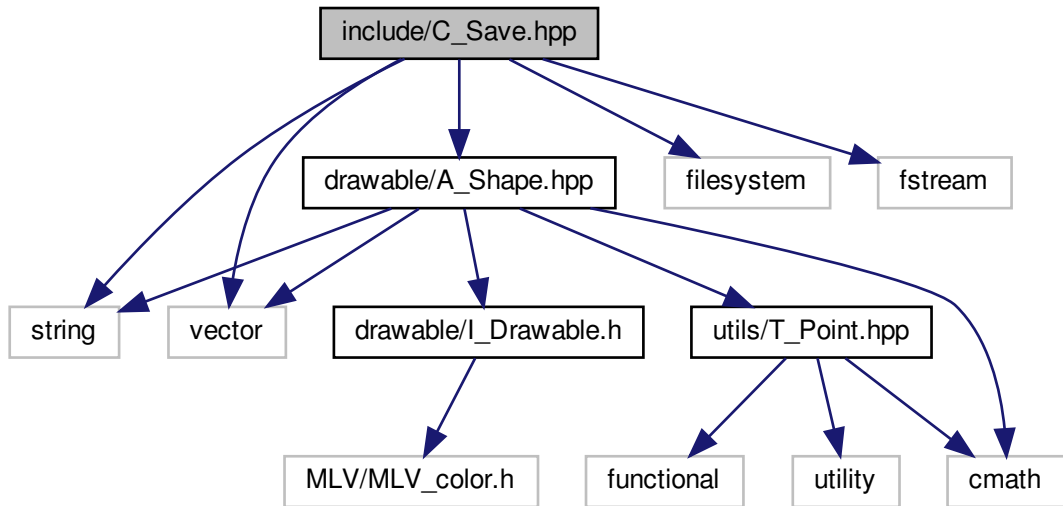 include/C_Save.hpp
drawable/A_Shape.hpp
filesystem
fstream
string
vector
drawable/I_Drawable.h
utils/T_Point.hpp
MLV/MLV_color.h
functional
utility
cmath